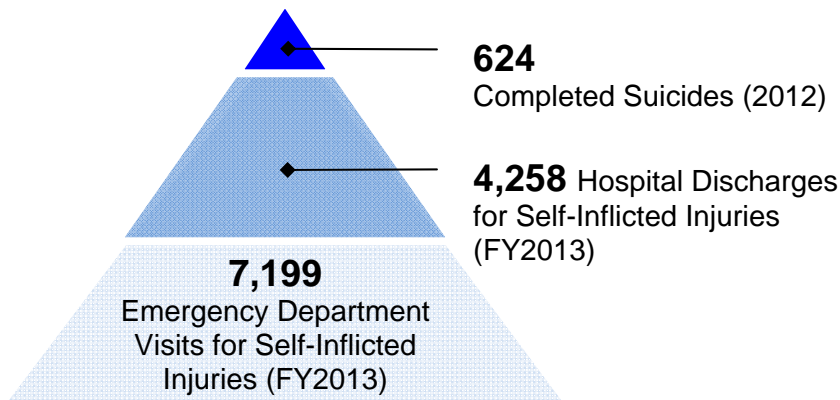 624
Completed Suicides (2012)
4,258 Hospital Discharges
for Self-Inflicted Injuries
(FY2013)
7,199
Emergency Department
Visits for Self-Inflicted
Injuries (FY2013)